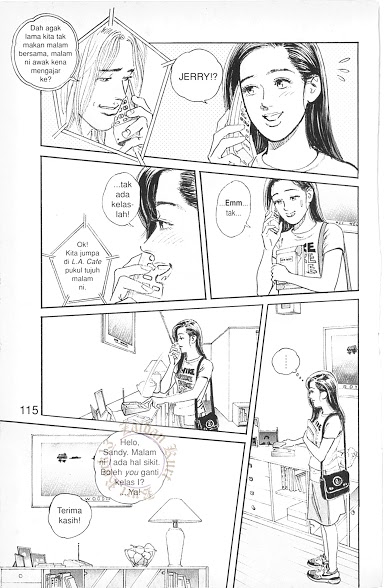 Dah agak
lama kita tak
makan malam
bersama, malam
ni awak kena
mengajar
ke?
JERRY!?
Emm...
tak...
...tak
ada
kelas-
lah!
Ok!
Kita jumpa
di L.A. Cafe
pukul tujuh
malam
ni.
115
.......
Helo,
Sandy. Malam
ni I ada hal sikit.
Boleh you ganti
kelas I?
...Ya!
Terima
kasih!